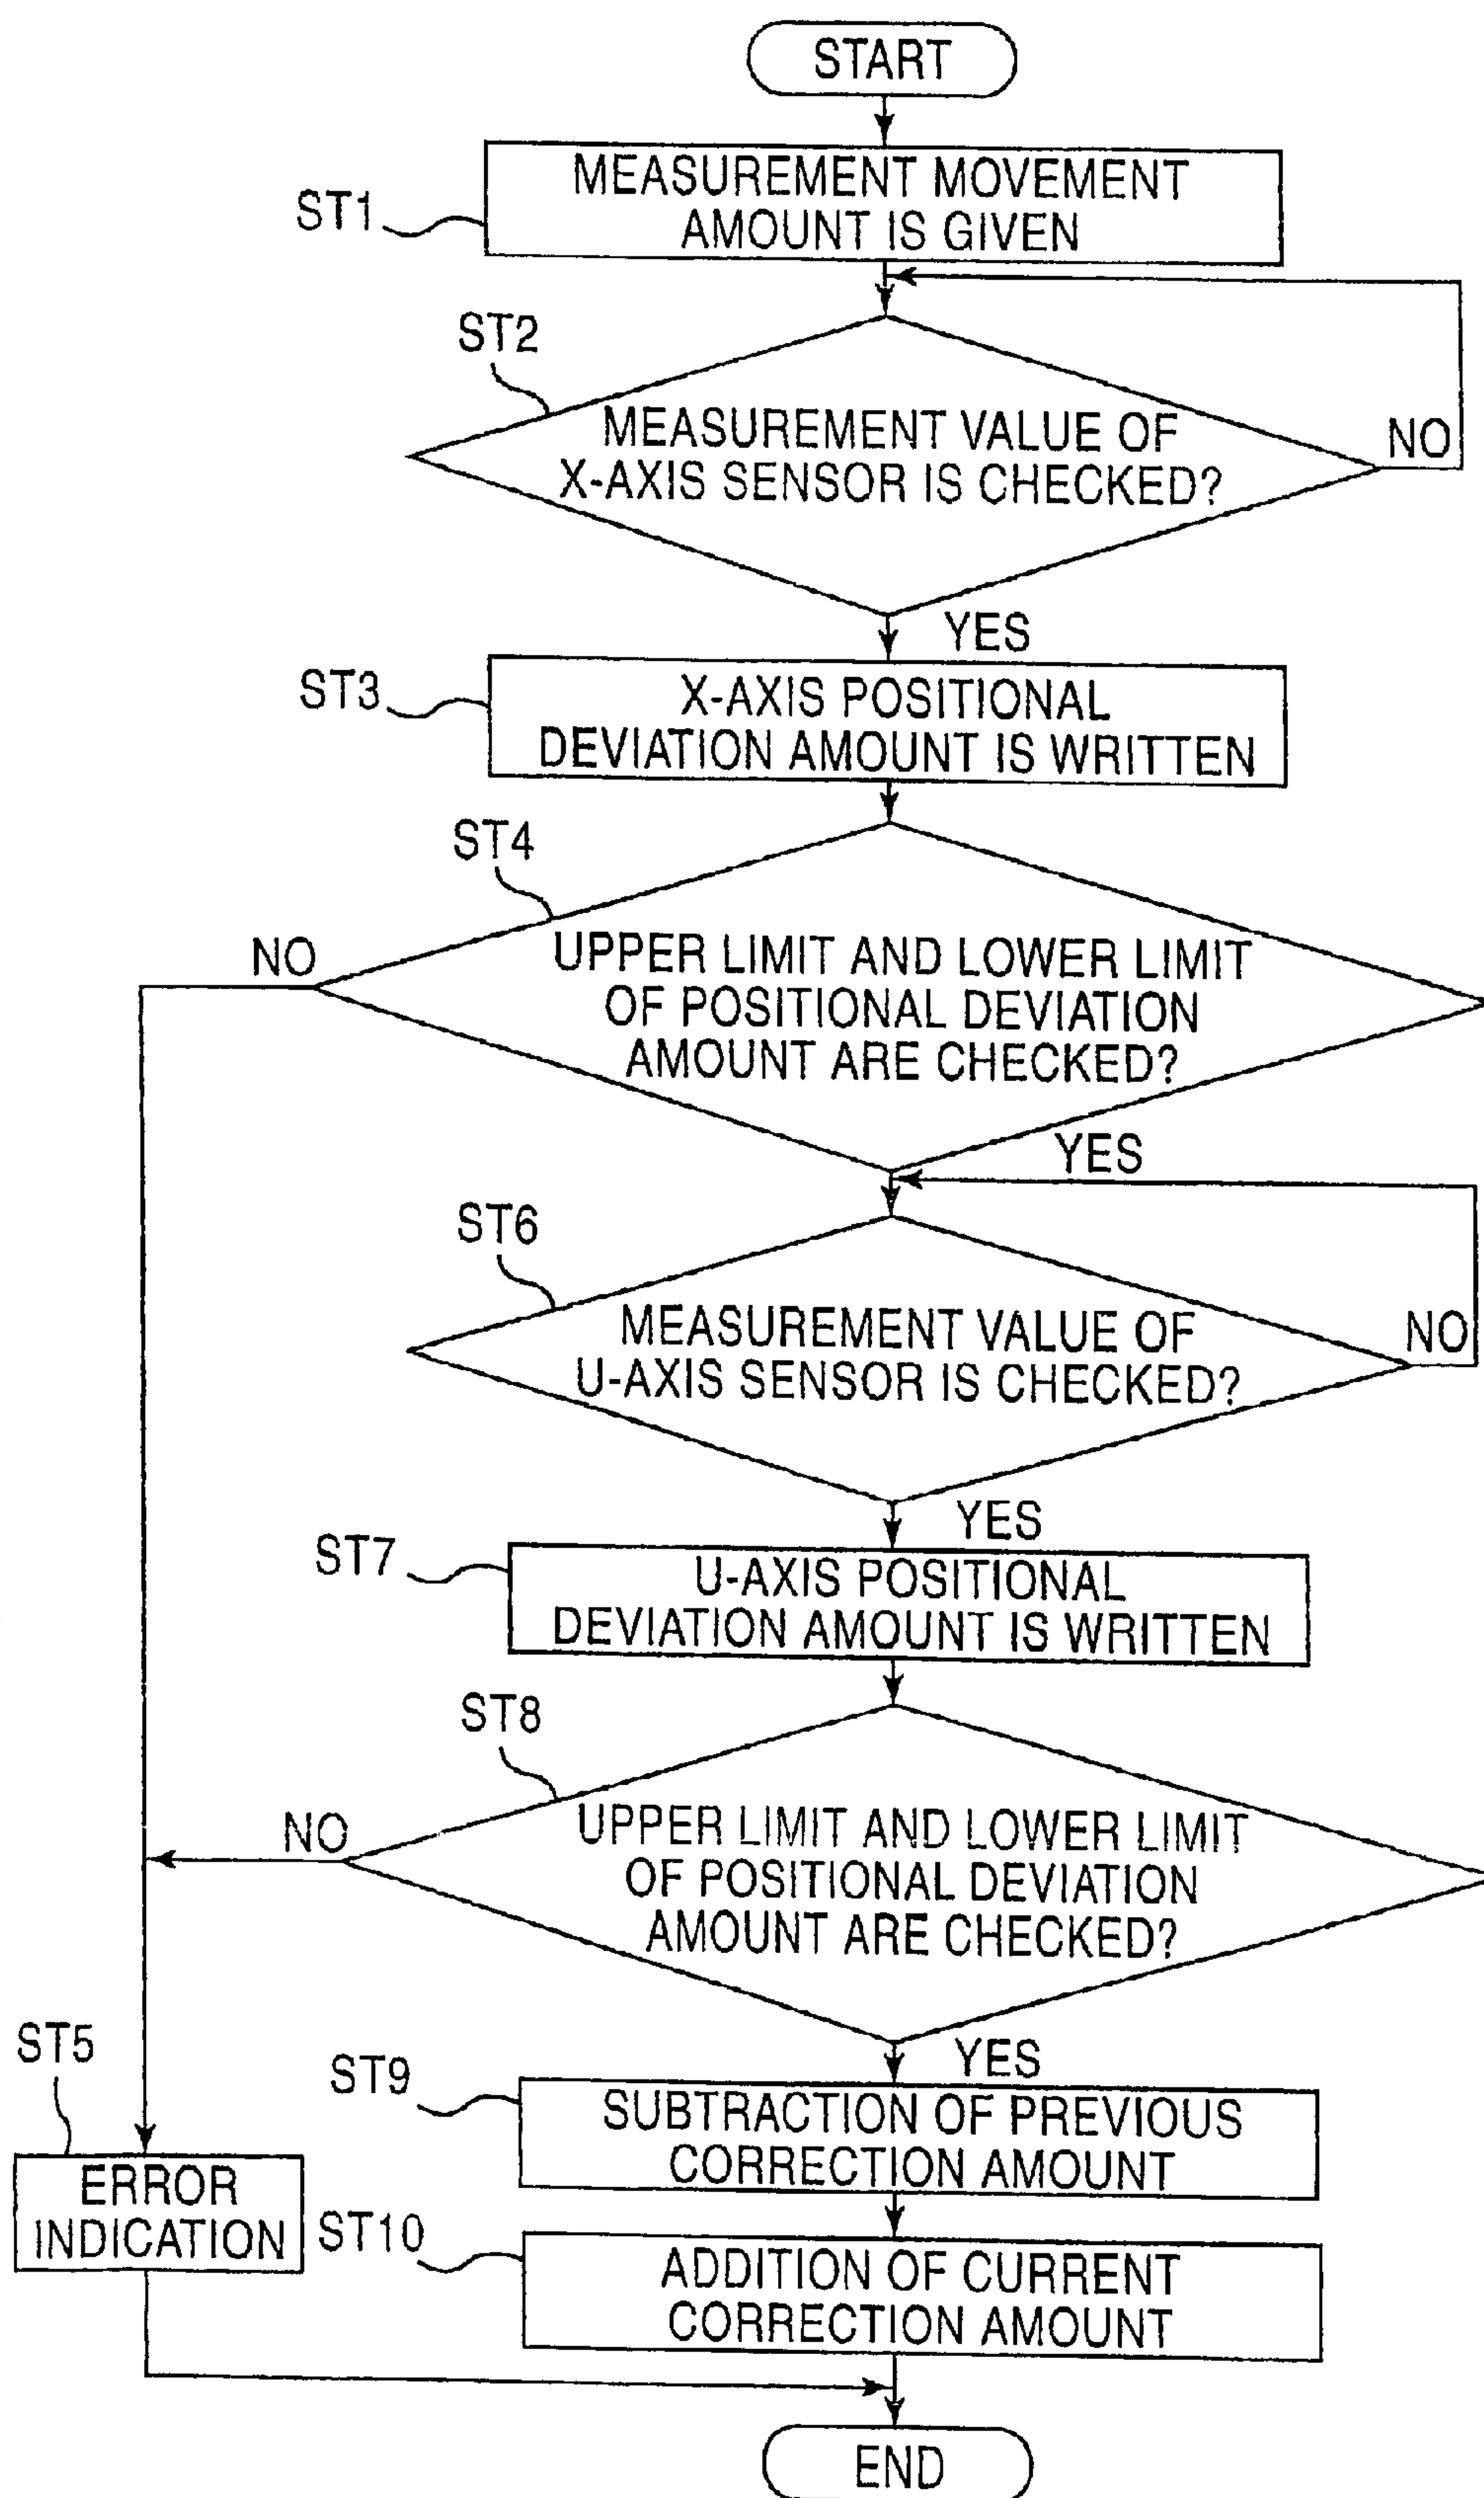 START
MEASUREMENT MOVEMENT
AMOUNT IS GIVEN
ST1
ST2
MEASUREMENT VALUE OF
X-AXIS SENSOR IS CHECKED?
NO
YES
ST3
X-AXIS POSITIONAL
DEVIATION AMOUNT IS WRITTEN
ST4
NO
UPPER LIMIT AND LOWER LIMIT
OF POSITIONAL DEVIATION
AMOUNT ARE CHECKED?
YES
ST6
MEASUREMENT VALUE OF
U-AXIS SENSOR IS CHECKED?
NO
YES
ST7
U-AXIS POSITIONAL
DEVIATION AMOUNT IS WRITTEN
ST8
NO
UPPER LIMIT AND LOWER LIMIT
OF POSITIONAL DEVIATION
AMOUNT ARE CHECKED?
YES
ST5
ST9
SUBTRACTION OF PREVIOUS
CORRECTION AMOUNT
ERROR
INDICATION
ST10
ADDITION OF CURRENT
CORRECTION AMOUNT
END